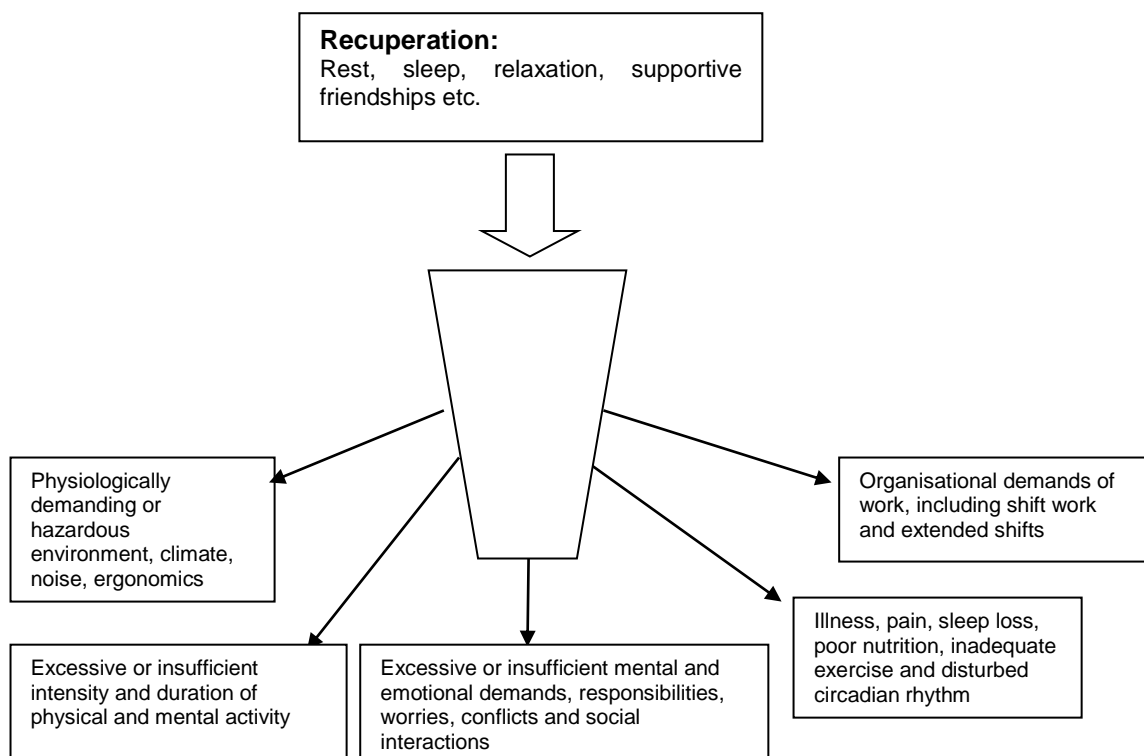 Recuperation:
Rest, sleep, relaxation, supportive
friendships etc.
Physiologically
demanding or
hazardous
environment, climate,
noise, ergonomics
Organisational demands of
work, including shift work
and extended shifts
Excessive or insufficient
intensity and duration of
physical and mental activity
Excessive or insufficient mental and
emotional demands, responsibilities,
worries, conflicts and social
interactions
Illness, pain, sleep loss,
poor nutrition, inadequate
exercise and disturbed
circadian rhythm